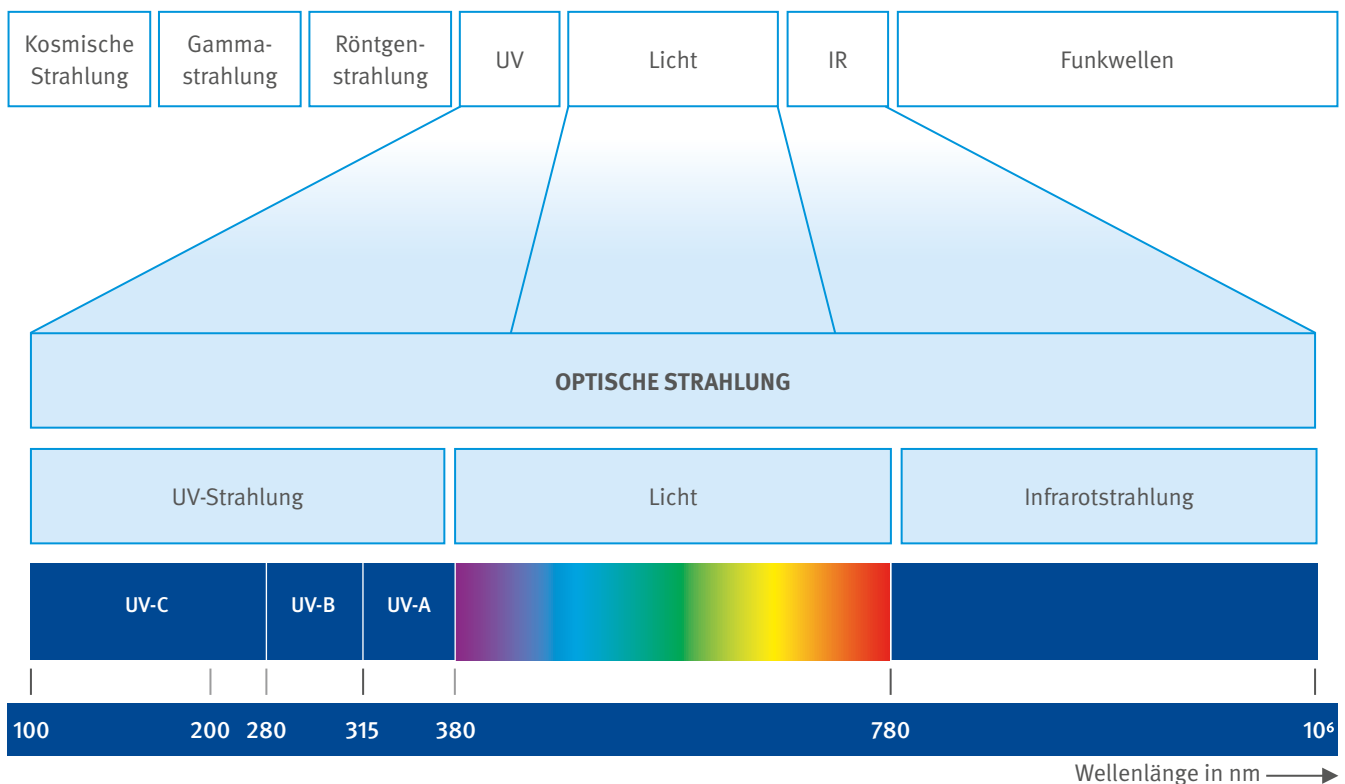 Kosmische
Strahlung
Gamma-
strahlung
Röntgen-
strahlung
UV
Licht
IR
Funkwellen
OPTISCHE STRAHLUNG
UV-Strahlung
Licht
Infrarotstrahlung
UV-C
UV-B
UV-A
100 200 280 315 380 780 10⁶
Wellenlänge in nm